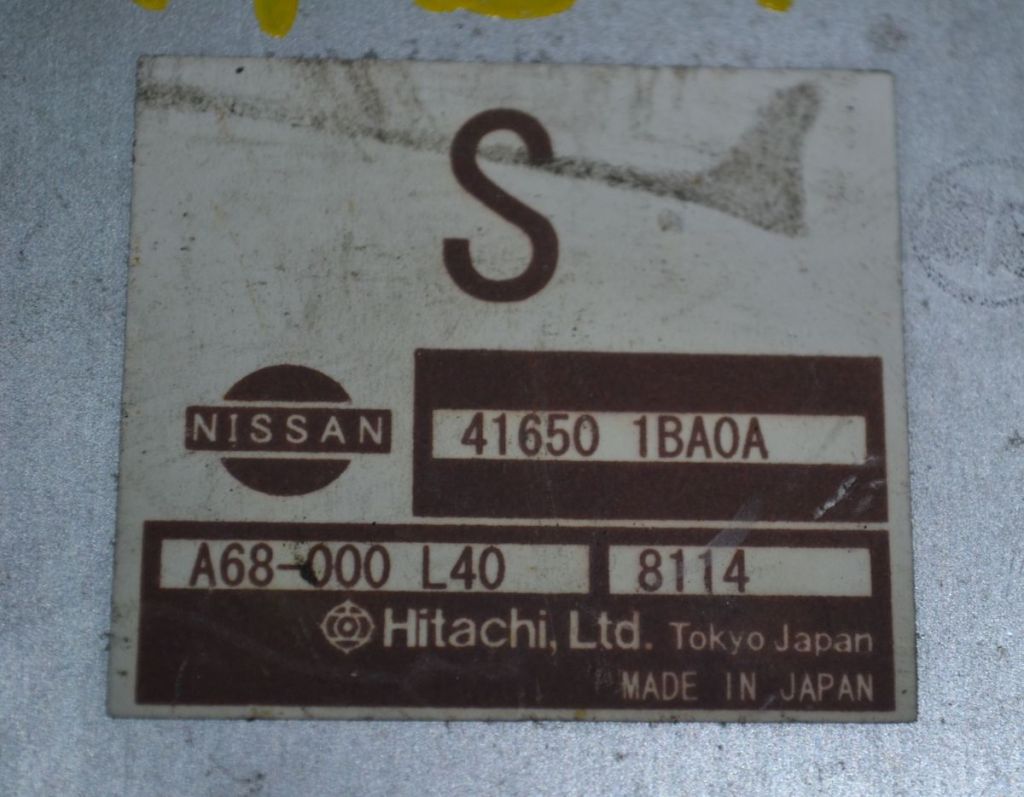 S
NISSAN
41650 1BA0A
A68-000 L40
8114
Hitachi, Ltd. Tokyo Japan
MADE IN JAPAN